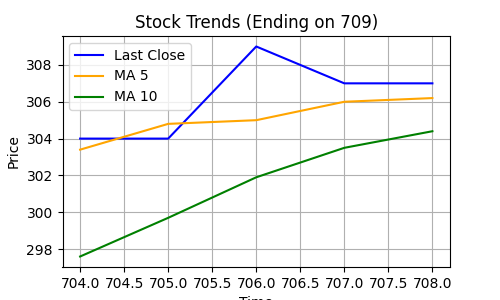 Stock Trends (Ending on 709)
Last Close
MA 5
MA 10
Price
308
306
304
302
300
298
704.0 704.5 705.0 705.5 706.0 706.5 707.0 707.5 708.0
Time